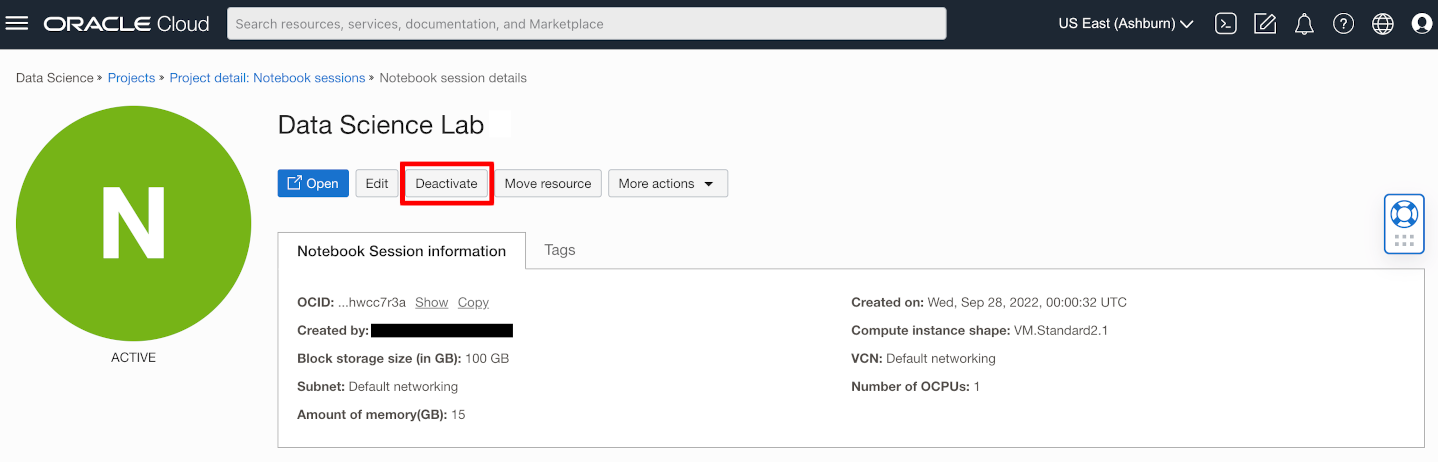 ORACLE Cloud Search resources, services, documentation, and Marketplace US East (Ashburn)
Data Science » Projects » Project detail: Notebook sessions » Notebook session details
N
ACTIVE
Data Science Lab
Open Edit Deactivate Move resource More actions
Notebook Session information Tags
OCID: ...hwcc7r3a Show Copy
Created by:
Block storage size (in GB): 100 GB
Subnet: Default networking
Amount of memory(GB): 15
Created on: Wed, Sep 28, 2022, 00:00:32 UTC
Compute instance shape: VM.Standard2.1
VCN: Default networking
Number of OCPUs: 1